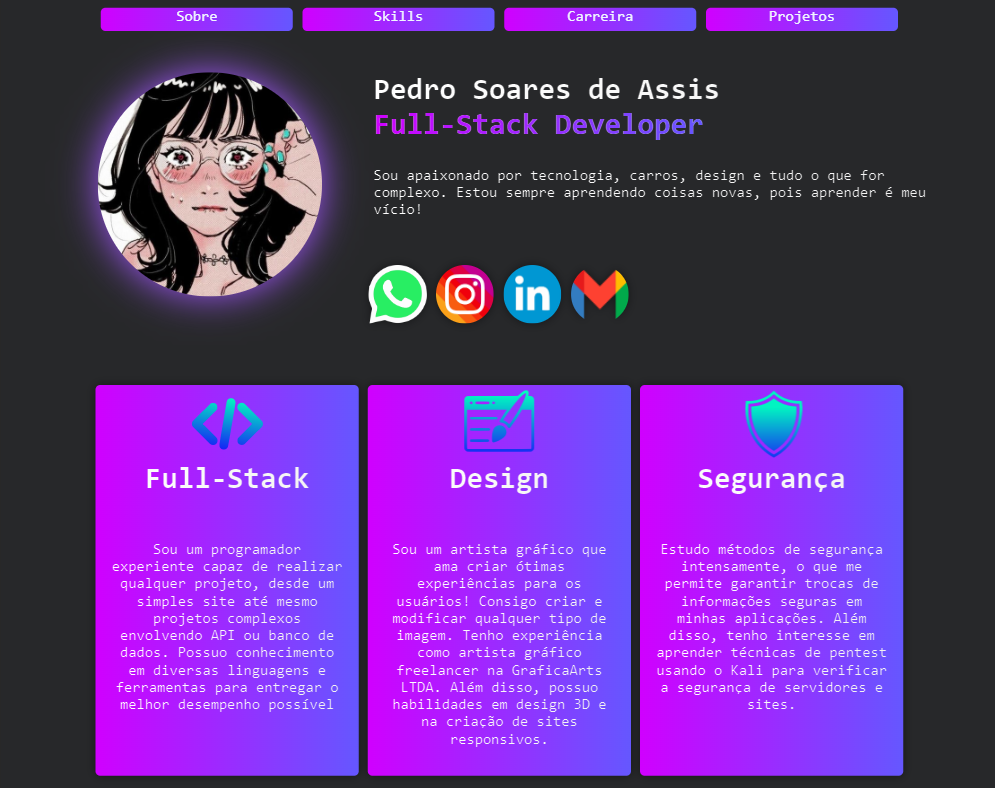 Sobre
Skills
Carreira
Projetos
Pedro Soares de Assis
Full-Stack Developer
Sou apaixonado por tecnologia, carros, design e tudo o que for
complexo. Estou sempre aprendendo coisas novas, pois aprender é meu
vício!
in
Full-Stack
Sou um programador
experiente capaz de realizar
qualquer projeto, desde um
simples site até mesmo
projetos complexos
envolvendo API ou banco de
dados. Possuo conhecimento
em diversas linguagens e
ferramentas para entregar o
melhor desempenho possível
Design
Sou um artista gráfico que
ama criar ótimas
experiências para os
usuários! Consigo criar e
modificar qualquer tipo de
imagem. Tenho experiência
como artista gráfico
freelancer na GraficaArts
LTDA. Além disso, possuo
habilidades em design 3D e
na criação de sites
responsivos.
Segurança
Estudo métodos de segurança
intensamente, o que me
permite garantir trocas de
informações seguras em
minhas aplicações. Além
disso, tenho interesse em
aprender técnicas de pentest
usando o Kali para verificar
a segurança de servidores e
sites.